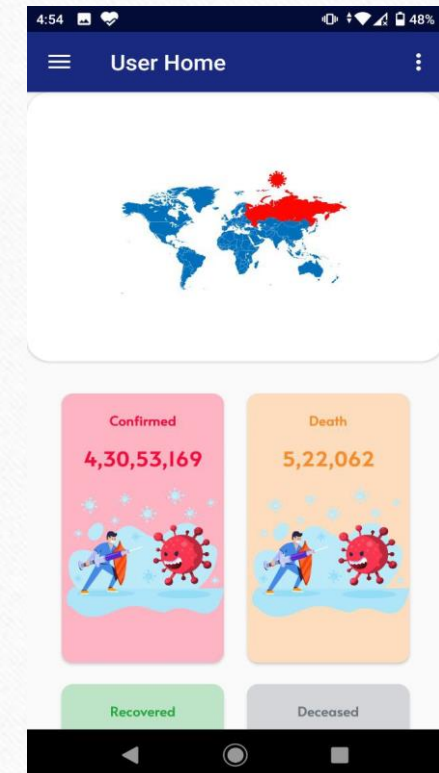 4:54 48%
User Home
Confirmed
4,30,53,169
Death
5,22,062
Recovered
Deceased